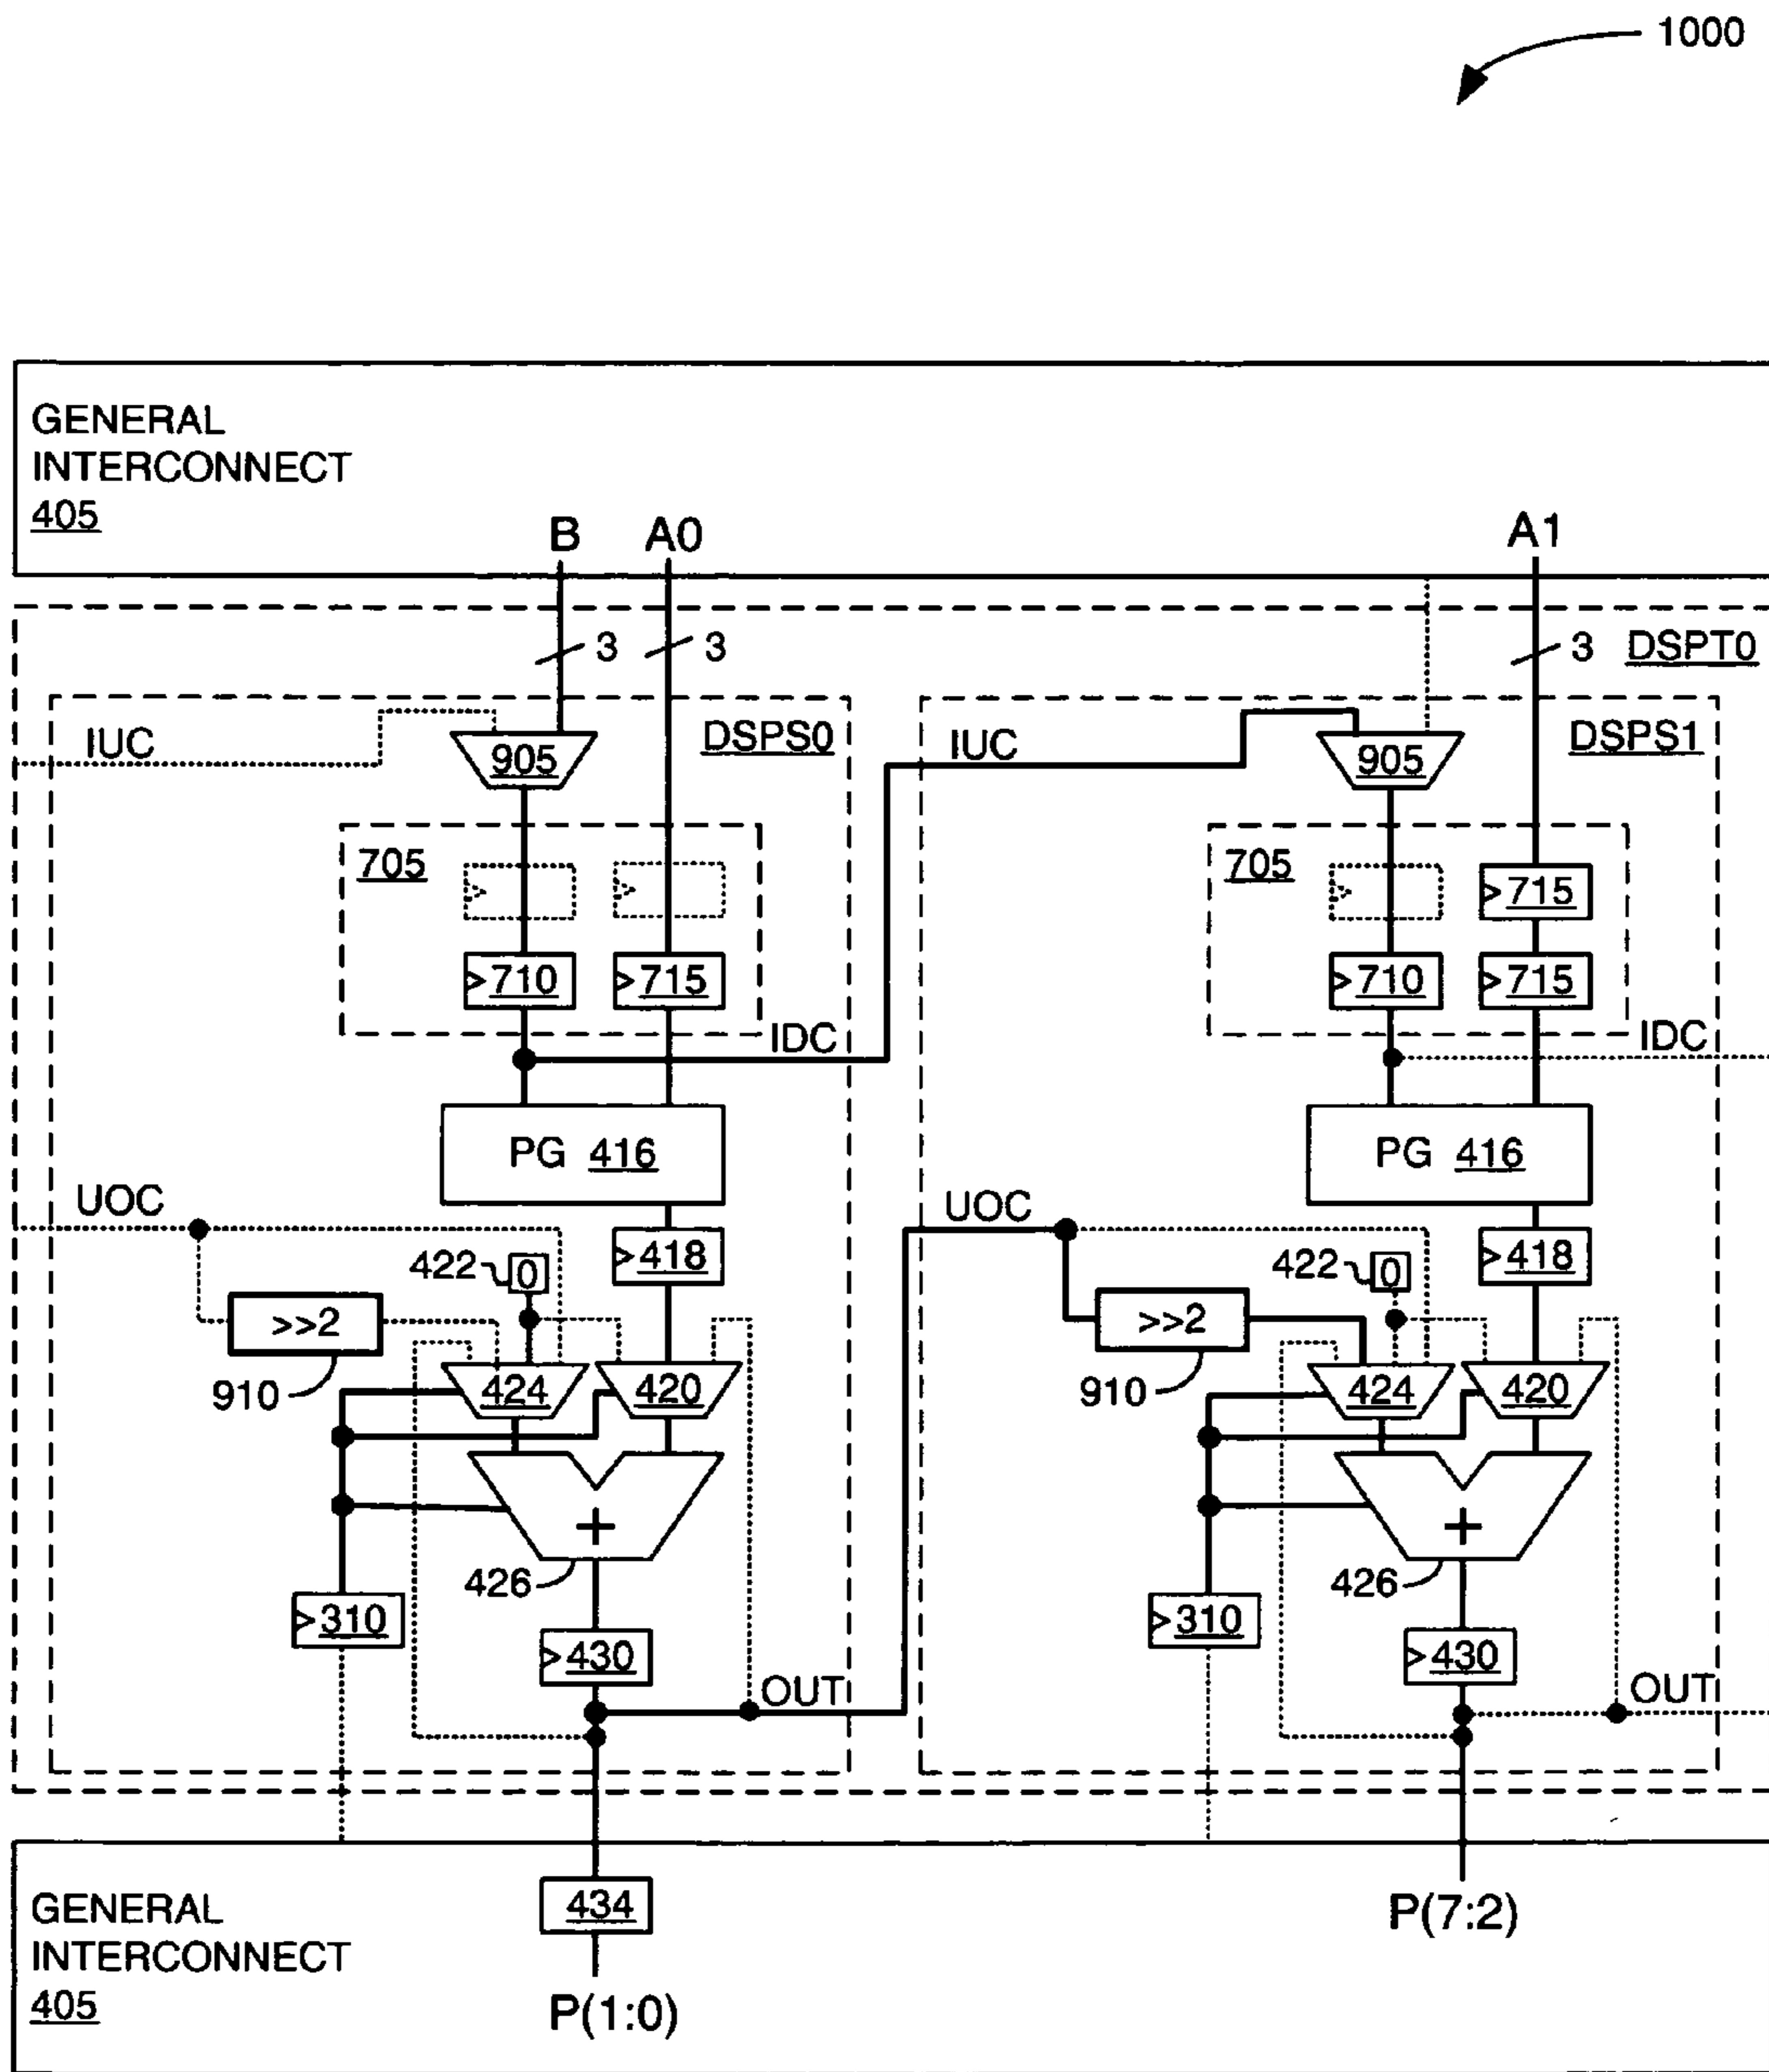 1000
GENERAL
INTERCONNECT
405
B A0 A1
3 3 3 DSPT0
IUC DSPS0 IUC DSPS1
905 905
705 705 715
710 715 710 715
IDC IDC
PG 416 PG 416
UOC UOC
418 418
422 0 422 0
>>2 >>2
910 424 420 910 424 420
+ +
426 426
310 310
430 430
OUT OUT
434
GENERAL
INTERCONNECT
405
P(7:2)
P(1:0)